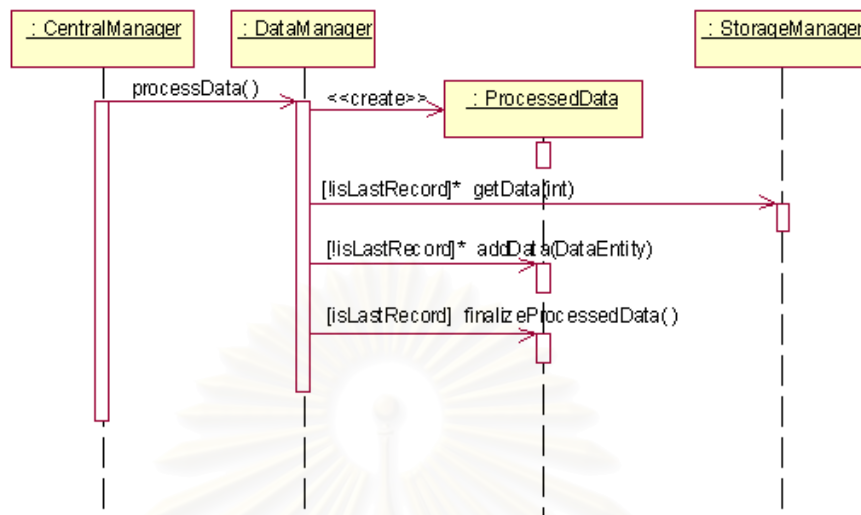 : CentralManager
: DataManager
: StorageManager
processData()
<<create>>
: ProcessedData
[!isLastRecord]* getData(int)
[!isLastRecord]* addData(DataEntity)
[isLastRecord] finalizeProcessedData()